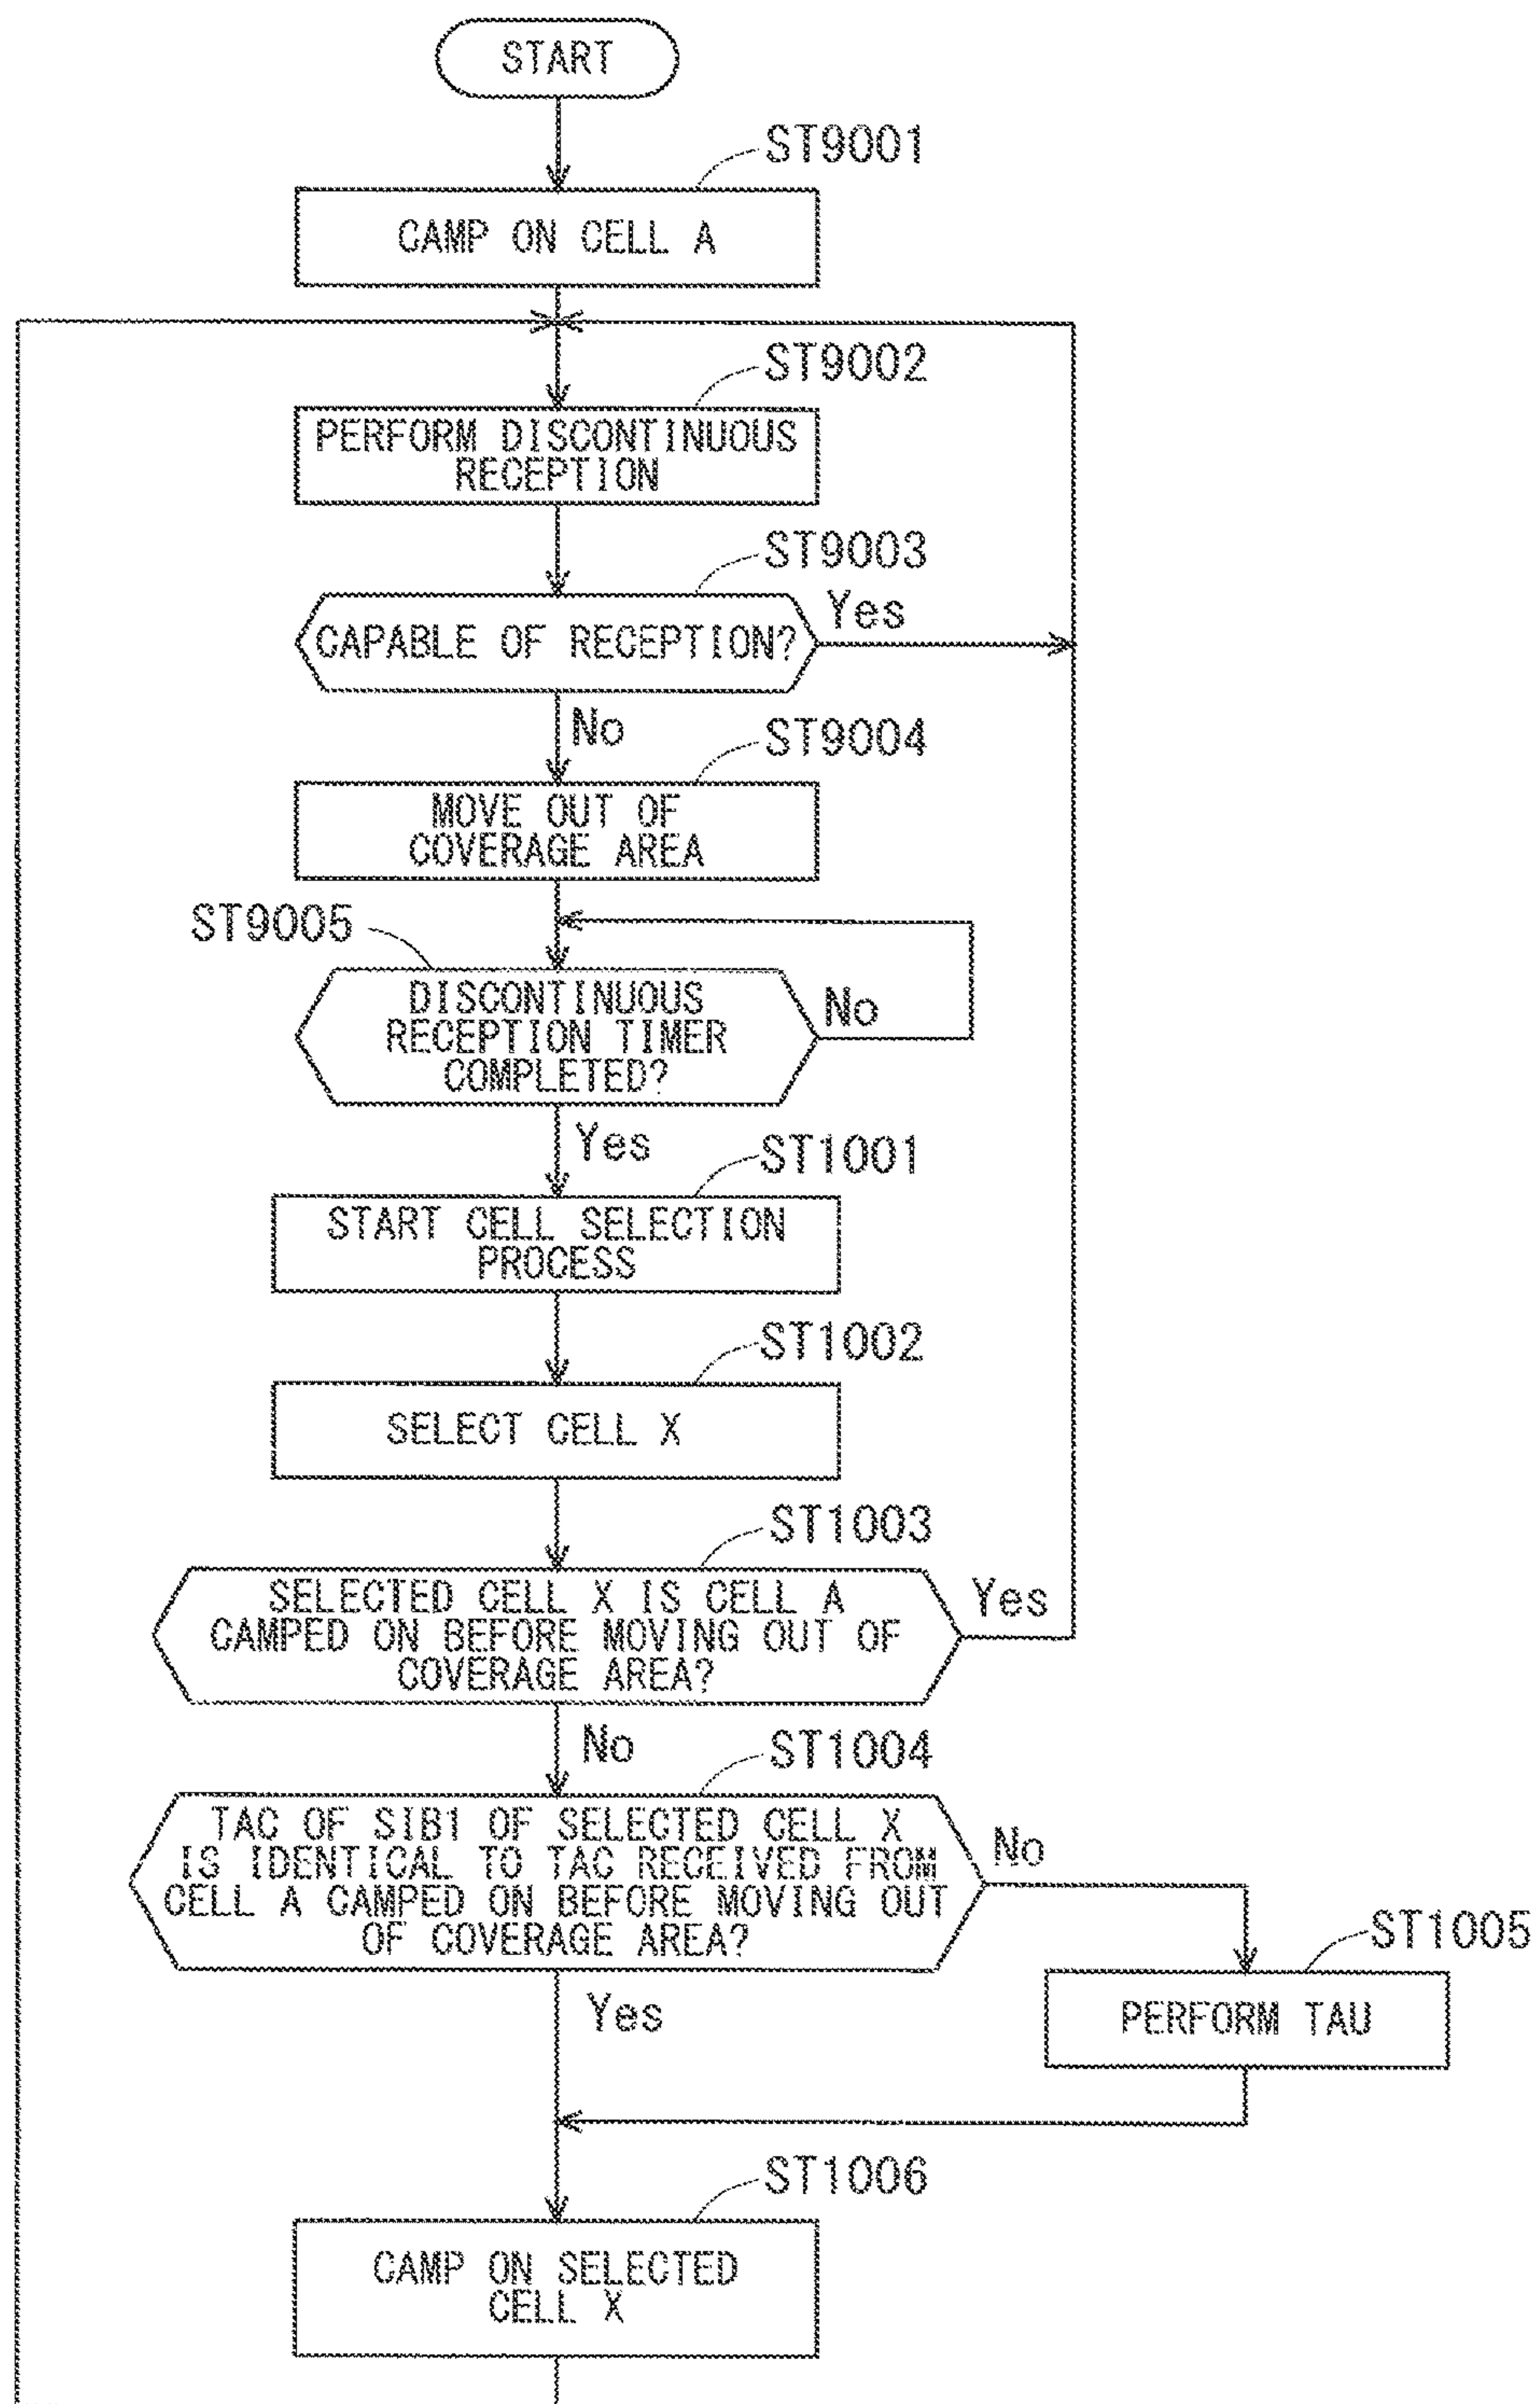 START
ST9001
CAMP ON CELL A
ST9002
PERFORM DISCONTINUOUS
RECEPTION
ST9003
CAPABLE OF RECEPTION?
Yes
No
ST9004
MOVE OUT OF
COVERAGE AREA
ST9005
DISCONTINUOUS
RECEPTION TIMER
COMPLETED?
No
Yes
ST1001
START CELL SELECTION
PROCESS
ST1002
SELECT CELL X
ST1003
SELECTED CELL X IS CELL A
CAMPED ON BEFORE MOVING OUT OF
COVERAGE AREA?
Yes
No
ST1004
TAC OF SIB1 OF SELECTED CELL X
IS IDENTICAL TO TAC RECEIVED FROM
CELL A CAMPED ON BEFORE MOVING OUT
OF COVERAGE AREA?
No
ST1005
PERFORM TAU
Yes
ST1006
CAMP ON SELECTED
CELL X